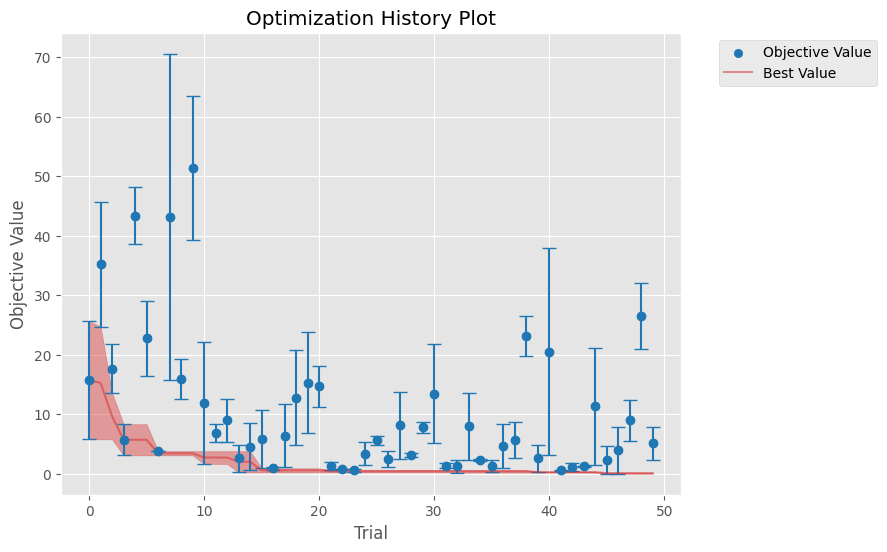 Optimization History Plot
Objective Value
Best Value
Objective Value
70
60
50
40
30
20
10
0
0 10 20 30 40 50
Trial